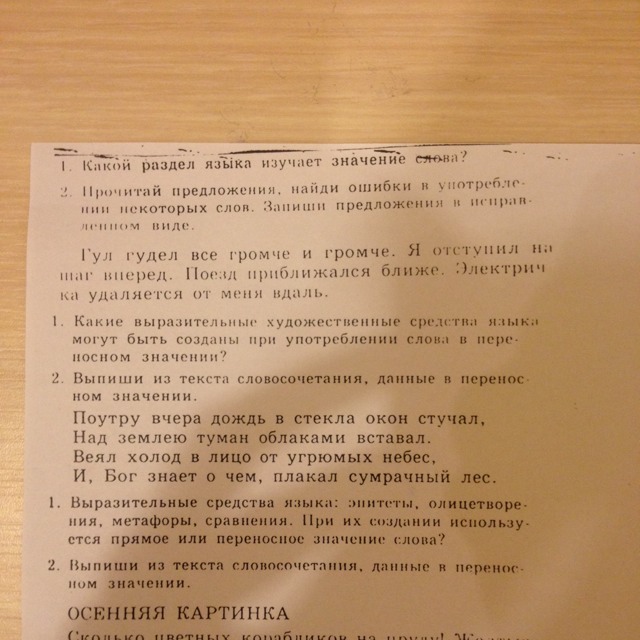 1. Какой раздел языка изучает значение слова?
2. Прочитай предложения, найди ошибки в употребле-
нии некоторых слов. Запиши предложения в исправ-
ленном виде.
Гул гудел все громче и громче. Я отступил на
шаг вперед. Поезд приближался ближе. Электрич
ка удаляется от меня вдаль.
1. Какие выразительные художественные средства языка
могут быть созданы при употреблении слова в пере-
носном значении?
2. Выпиши из текста словосочетания, данные в перенос-
ном значении.
Поутру вчера дождь в стекла окон стучал,
Над землею туман облаками вставал.
Веял холод в лицо от угрюмых небес,
И, Бог знает о чем, плакал сумрачный лес.
1. Выразительные средства языка: эпитеты, олицетворе-
ния, метафоры, сравнения. При их создании использу-
ется прямое или переносное значение слова?
2. Выпиши из текста словосочетания, данные в перенос-
ном значении.
ОСЕННЯЯ КАРТИНКА
Сколько цветных корабликов на пруду! Желтые